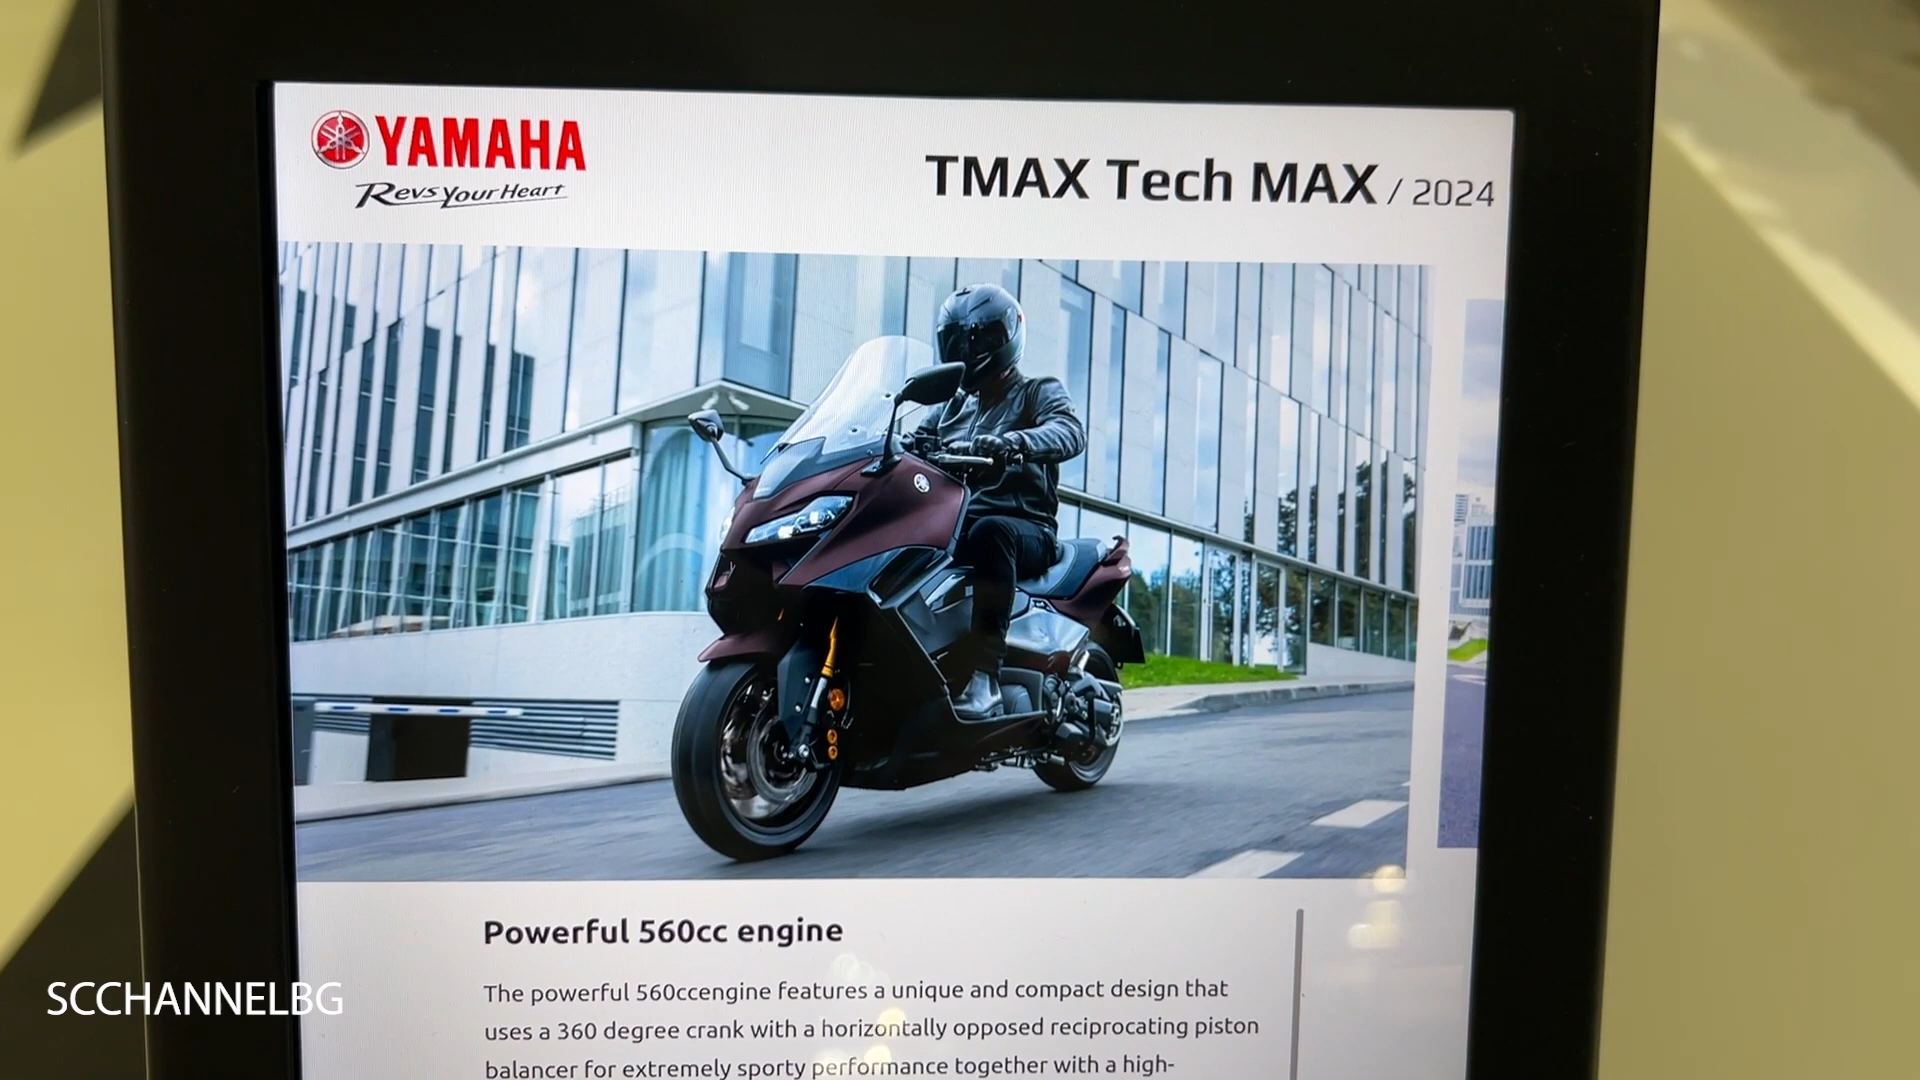 YAMAHA
Revs Your Heart
TMAX Tech MAX / 2024
Powerful 560cc engine
The powerful 560ccengine features a unique and compact design that
uses a 360 degree crank with a horizontally opposed reciprocating piston
balancer for extremely sporty performance together with a high-
SCCHANNELBG